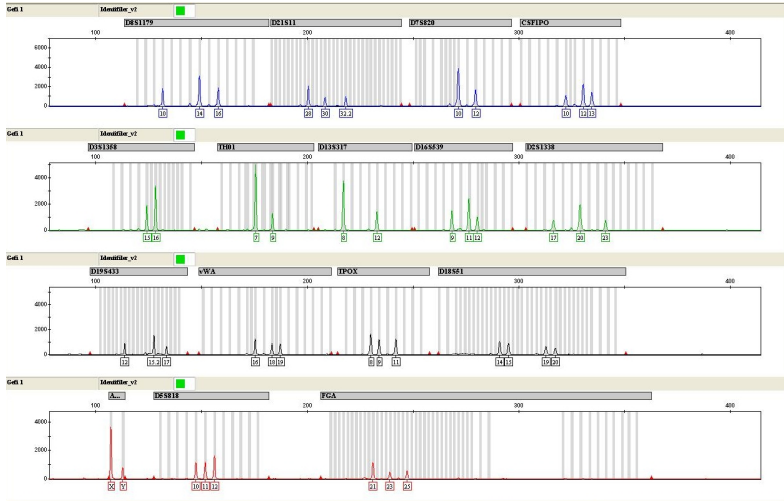 Gefi 1 Identifiler_v2
100 200 300 400
D8S1179 D21S11 D7S820 CSF1PO
6000
4000
2000
0
10 14 16 28 30 32.2 10 12 10 12 13
Gefi 1 Identifiler_v2
100 200 300 400
D3S1358 TH01 D13S317 D16S539 D2S1338
4000
2000
0
15 16 7 9 8 12 9 11 12 17 20 23
Gefi 1 Identifiler_v2
100 200 300 400
D19S433 vWA TPOX D18S51
4000
2000
0
12 15.2 17 16 18 19 8 9 11 14 15 19 20
Gefi 1 Identifiler_v2
100 200 300 400
A... D5S818 FGA
4000
2000
0
X Y 10 11 12 21 23 25